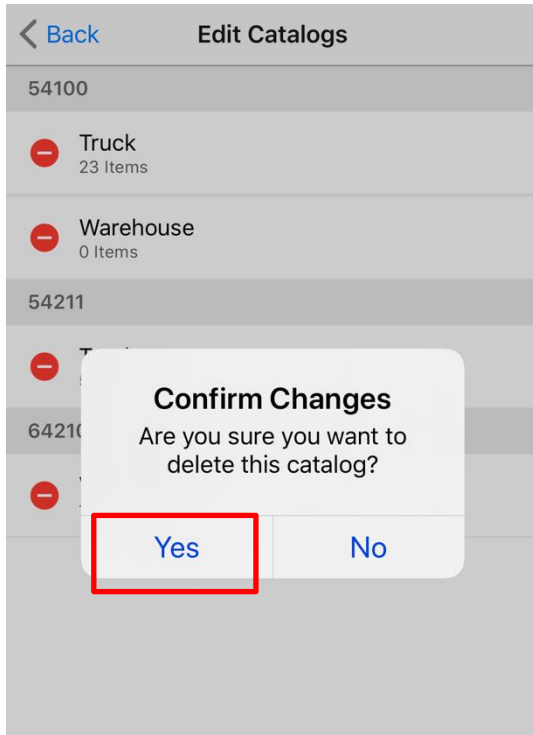 Back
Edit Catalogs
54100
Truck
23 Items
Warehouse
0 Items
54211
Confirm Changes
Are you sure you want to
delete this catalog?
Yes
No